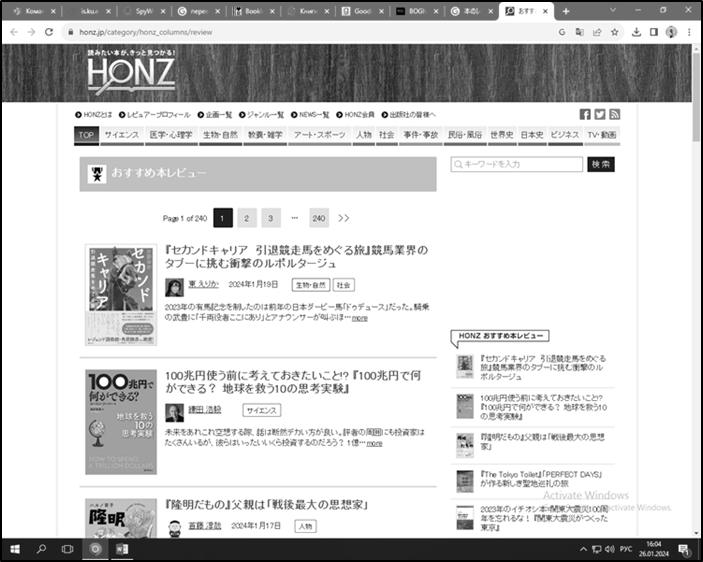 is.ku.e
SpyW
Bookl
Good
BOGI
本のレ
おすす
honz.jp/category/honz_columns/review
読みたい本が、きっと見つかる！
HONZ
HONZとは レビュアープロフィール 企画一覧 ジャンル一覧 NEWS一覧 HONZ会員 出版社の皆様へ
TOP サイエンス 医学・心理学 生物・自然 教養・雑学 アート・スポーツ 人物 社会 事件・事故 民俗・風俗 世界史 日本史 ビジネス TV・動画
おすすめ本レビュー
キーワードを入力 検索
Page 1 of 240 1 2 3 ... 240 >>
『セカンドキャリア 引退競走馬をめぐる旅』競馬業界の
タブーに挑む衝撃のルポルタージュ
東 えりか 2024年1月19日 生物・自然 社会
2023年の有馬記念を制したのは前年の日本ダービー馬「ドウデュース」だった。騎乗
の武豊に「千両役者ここにあり」とアナウンサーが叫ぶほ…more
セカンド
キャリア
引退競走馬をめぐる旅
100兆円使う前に考えておきたいこと!? 『100兆円で何
ができる？ 地球を救う10の思考実験』
鎌田 浩毅 サイエンス
未来をあれこれ空想する際、話は断然デカい方が良い。評者の周囲にも投資家は
たくさんいるが、彼らはいったいいくら投資するのだろう？ 1億…more
100兆円で
何ができる？
地球を救う
10の
思考実験
HOW TO SPEND
A TRILLION DOLLARS
『隆明だもの』父親は「戦後最大の思想家」
首藤 淳哉 2024年1月17日 人物
ハルノ宵子
隆明
HONZ おすすめ本レビュー
『セカンドキャリア 引退競走馬をめぐる
旅』競馬業界のタブーに挑む衝撃のルポ
ルタージュ
100兆円使う前に考えておきたいこと!?
『100兆円で何ができる？ 地球を救う10
の思考実験』
『隆明だもの』父親は「戦後最大の思想
家」
『The Tokyo Toilet』「PERFECT DAYS」
が作る新しき聖地巡礼の旅
2023年のイチオシ本 関東大震災100周
年を忘れるな！ 『関東大震災がつくった
東京』
Activate Windows
activate Windows.
РУС
16:04
26.01.2024